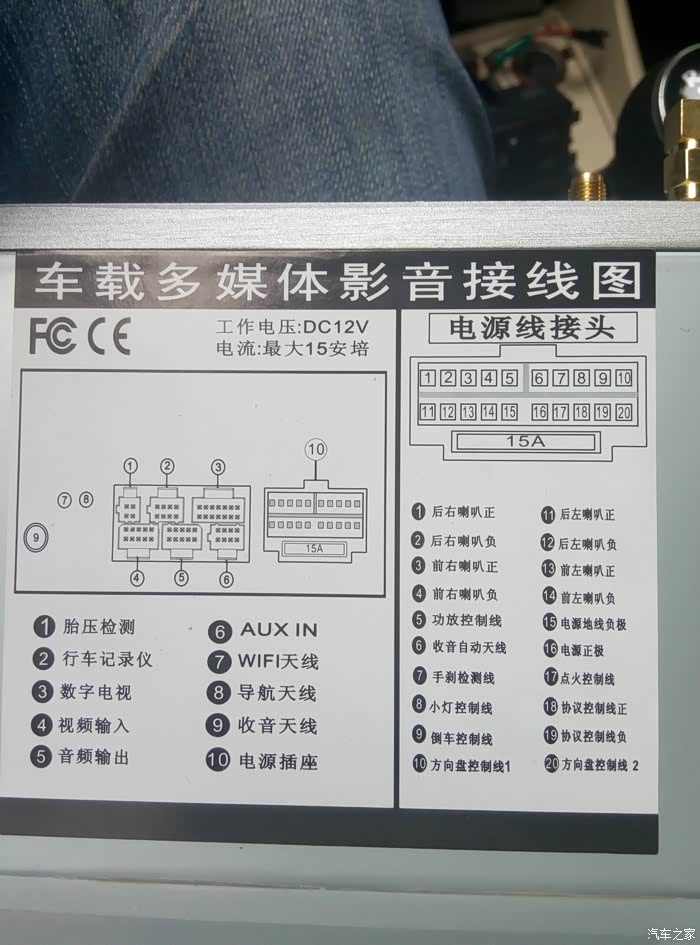 车载多媒体影音接线图
FC CE
工作电压:DC12V
电流:最大15安培
电源线接头
1 2 3 4 5 6 7 8 9 10
11 12 13 14 15 16 17 18 19 20
15A
10
1 2 3
7 8
9
15A
4 5 6
1 胎压检测
2 行车记录仪
3 数字电视
4 视频输入
5 音频输出
6 AUX IN
7 WIFI天线
8 导航天线
9 收音天线
10 电源插座
1 后右喇叭正
2 后右喇叭负
3 前右喇叭正
4 前右喇叭负
5 功放控制线
6 收音自动天线
7 手刹检测线
8 小灯控制线
9 倒车控制线
10 方向盘控制线1
11 后左喇叭正
12 后左喇叭负
13 前左喇叭正
14 前左喇叭负
15 电源地线负极
16 电源正极
17 点火控制线
18 协议控制线正
19 协议控制线负
20 方向盘控制线 2
汽车之家